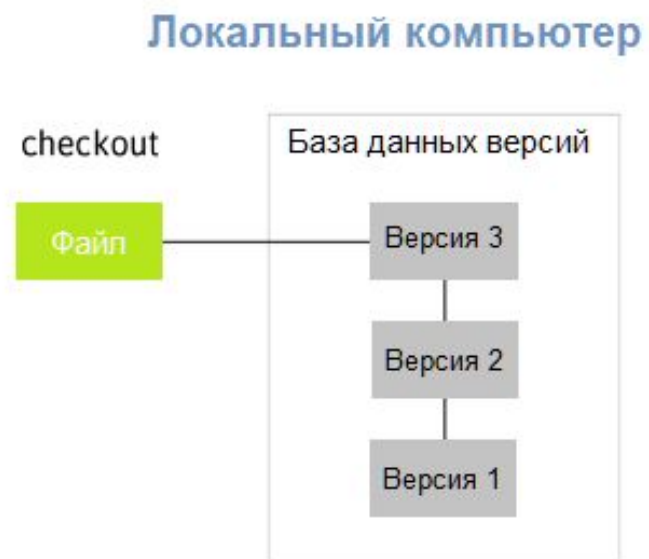 Локальный компьютер
checkout
База данных версий
Файл
Версия 3
Версия 2
Версия 1